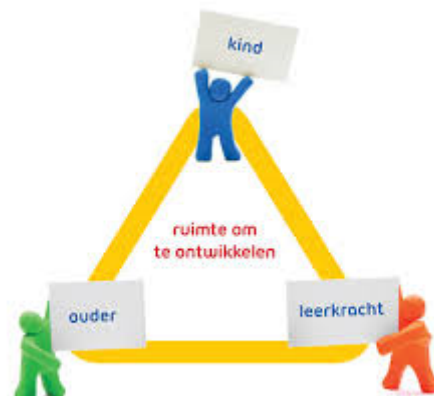 kind
ruimte om
te ontwikkelen
ouder
leerkracht